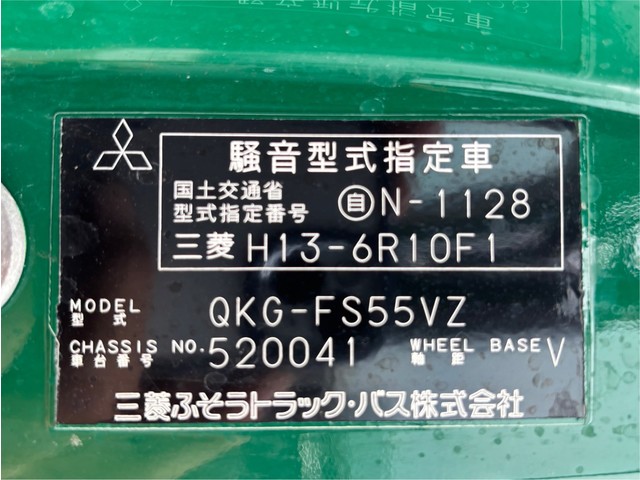 騒音型式指定車
国土交通省
型式指定番号 自 N-1128
三菱 H13-6R10F1
MODEL
型式 QKG-FS55VZ
CHASSIS NO. 520041 WHEEL BASE V
車台番号 軸距
三菱ふそうトラック・バス株式会社